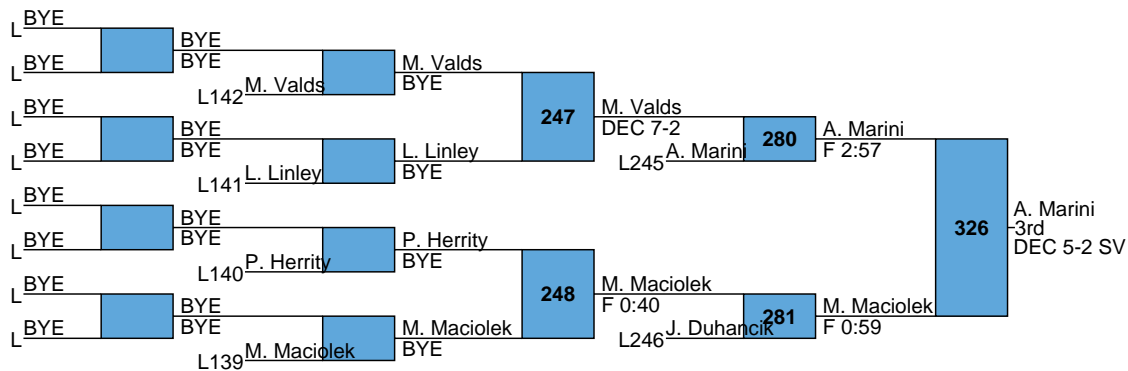 L BYE
BYE
BYE
L BYE
L142 M. Valds
M. Valds
BYE
L BYE
BYE
BYE
L BYE
L141 L. Linley
L. Linley
BYE
247
M. Valds
DEC 7-2
L245 A. Marini
280
A. Marini
F 2:57
L BYE
BYE
BYE
L BYE
L140 P. Herrity
P. Herrity
BYE
L BYE
BYE
BYE
L BYE
L139 M. Maciolek
M. Maciolek
BYE
248
M. Maciolek
F 0:40
L246 J. Duhancik
281
M. Maciolek
F 0:59
326
A. Marini
3rd
DEC 5-2 SV